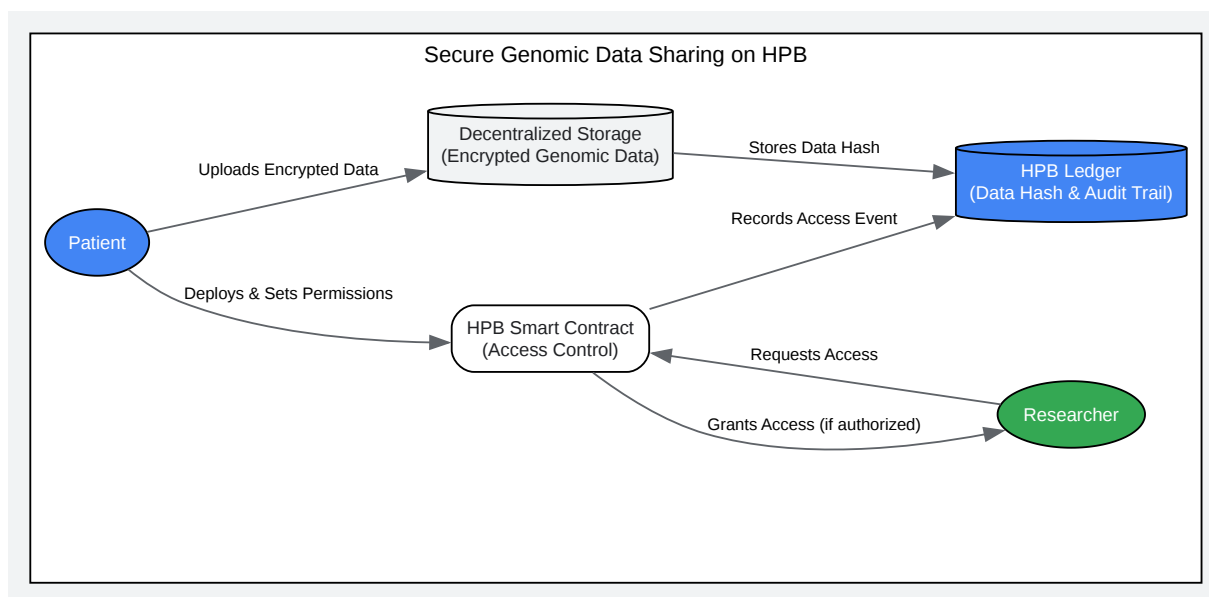 Secure Genomic Data Sharing on HPB
Decentralized Storage
(Encrypted Genomic Data)
Uploads Encrypted Data
Stores Data Hash
HPB Ledger
(Data Hash & Audit Trail)
Records Access Event
Patient
Deploys & Sets Permissions
HPB Smart Contract
(Access Control)
Requests Access
Researcher
Grants Access (if authorized)